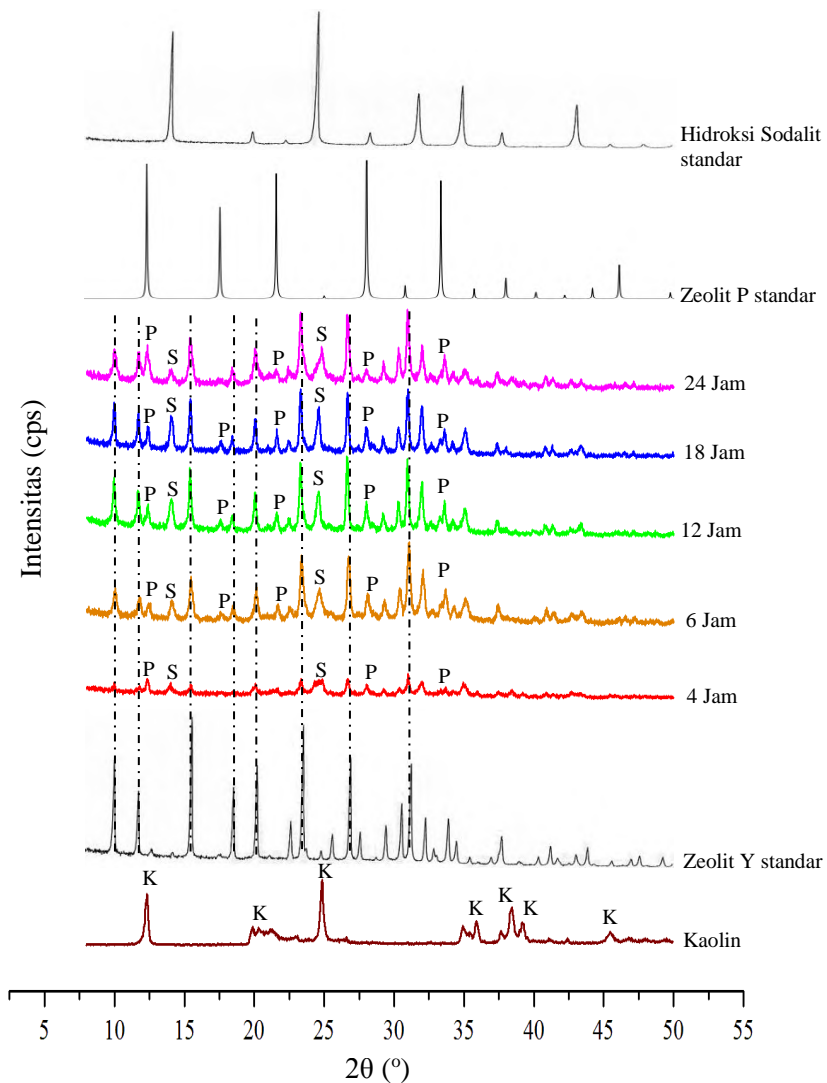 Hidroksi Sodalit
standar
Zeolit P standar
P S P S P P
24 Jam
P S P P S P P
18 Jam
P S P P S P P
12 Jam
P S P P S P P
6 Jam
P S S P P
4 Jam
Zeolit Y standar
K K K K K K K
Kaolin
Intensitas (cps)
5 10 15 20 25 30 35 40 45 50 55
2θ (º)